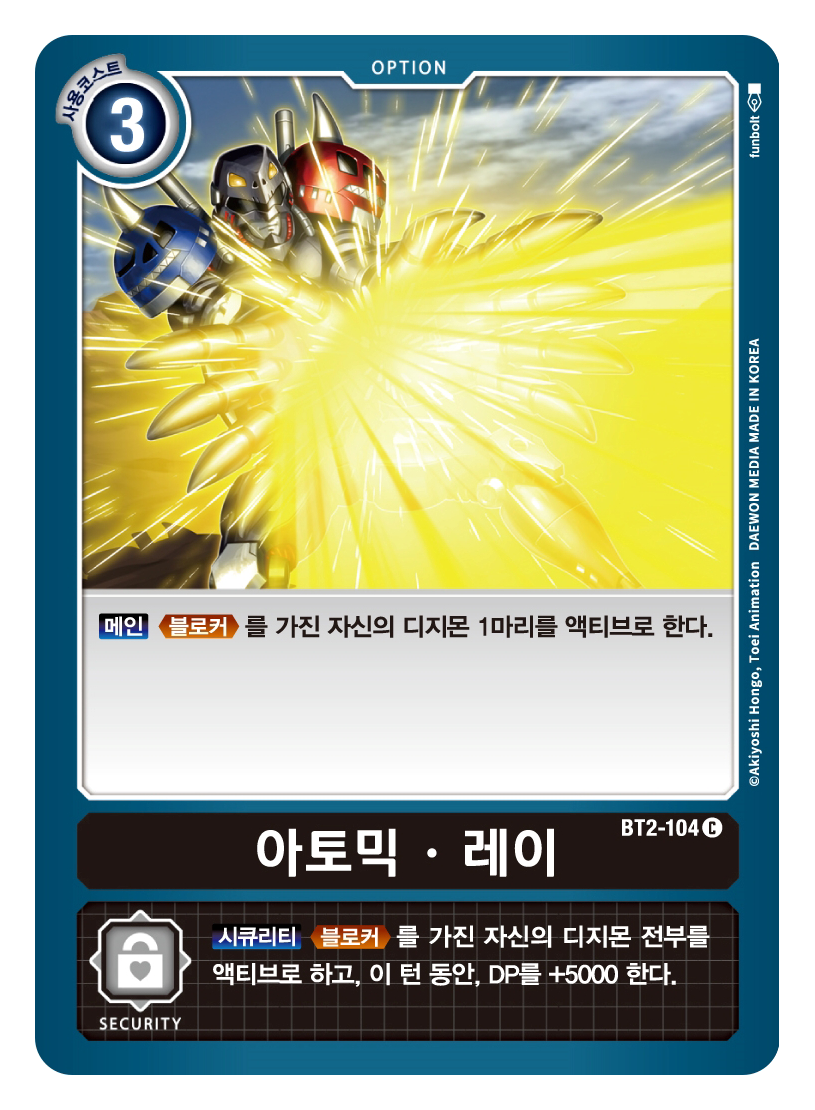 OPTION
사용코스트
3
funbolt
메인 블로커 를 가진 자신의 디지몬 1마리를 액티브로 한다.
©Akiyoshi Hongo, Toei Animation DAEWON MEDIA MADE IN KOREA
BT2-104 C
아토믹 · 레이
시큐리티 블로커 를 가진 자신의 디지몬 전부를
액티브로 하고, 이 턴 동안, DP를 +5000 한다.
SECURITY